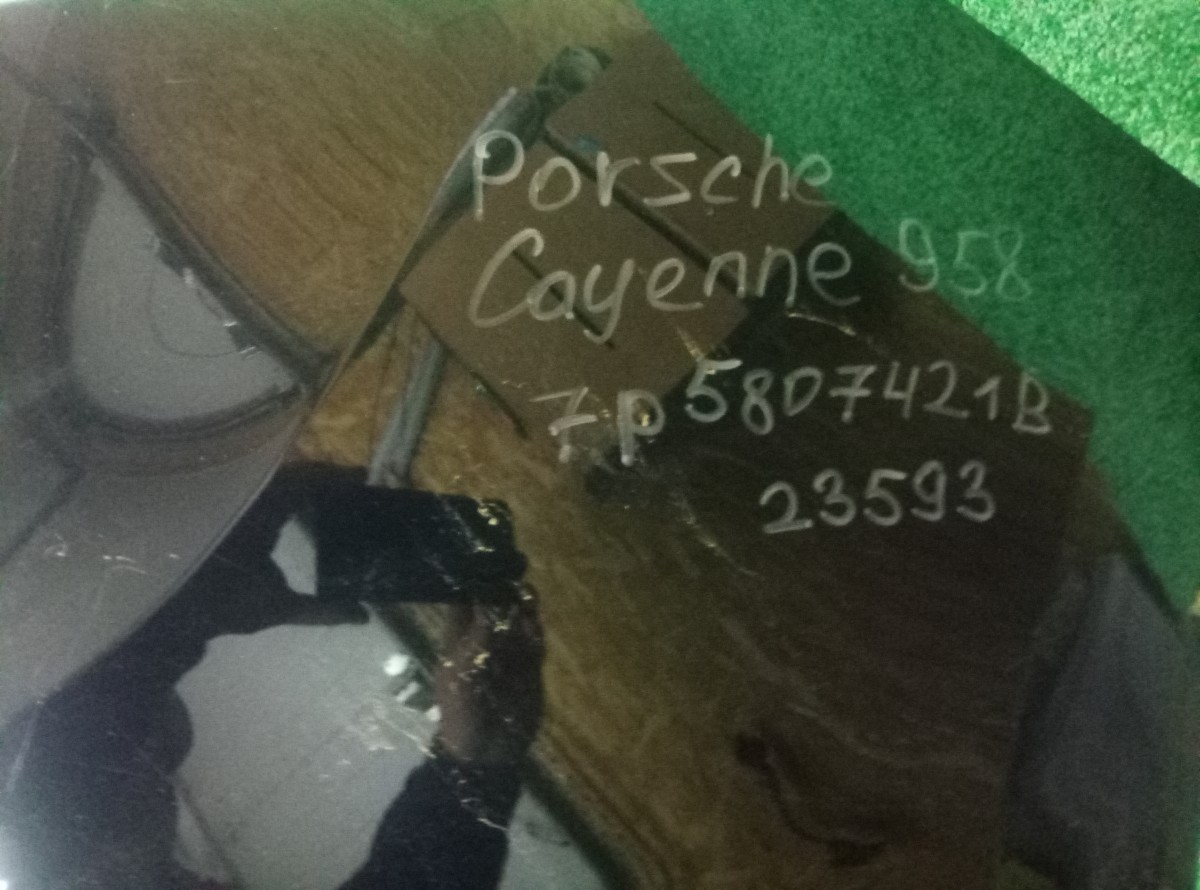 Porsche
Cayenne 958
7p5807421B
23593